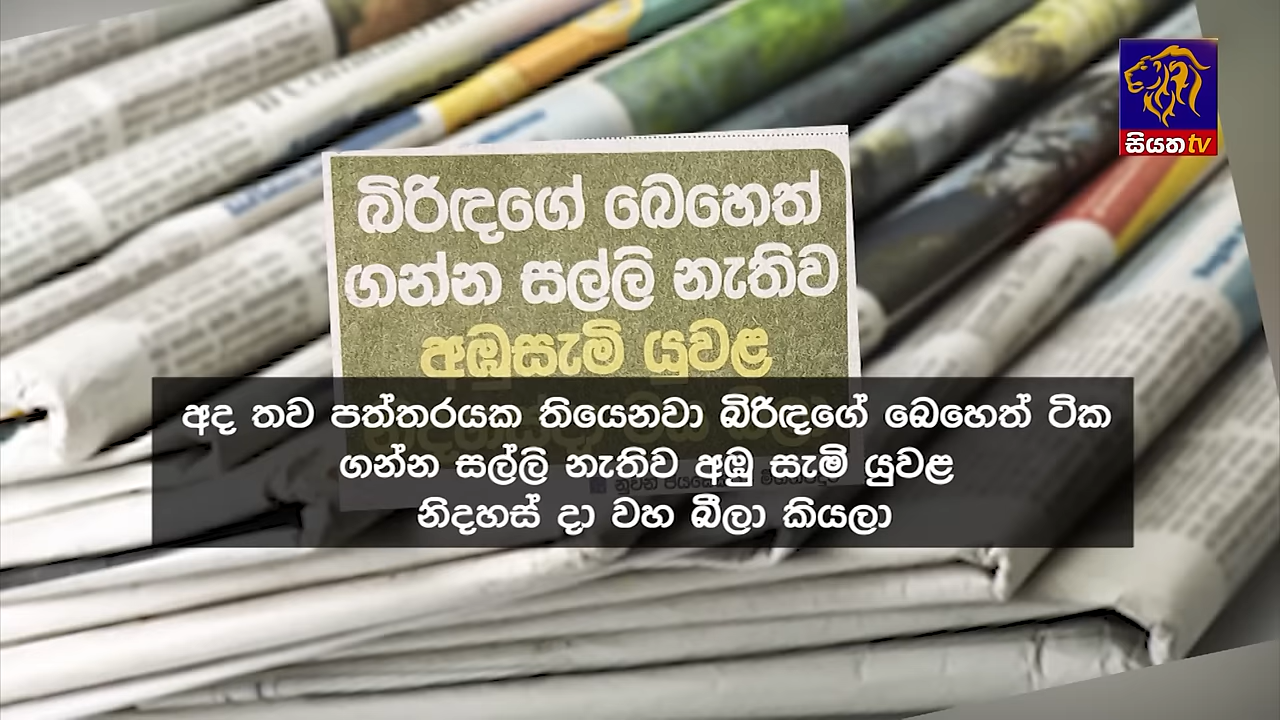 සියත tv
බිරිඳගේ බෙහෙත්
ගන්න සල්ලි නැතිව
අඹුසැමි යුවළ
අද තව පත්තරයක තියෙනවා බිරිඳගේ බෙහෙත් ටික
ගන්න සල්ලි නැතිව අඹු සැමි යුවළ
නිදහස් දා වහ බීලා කියලා